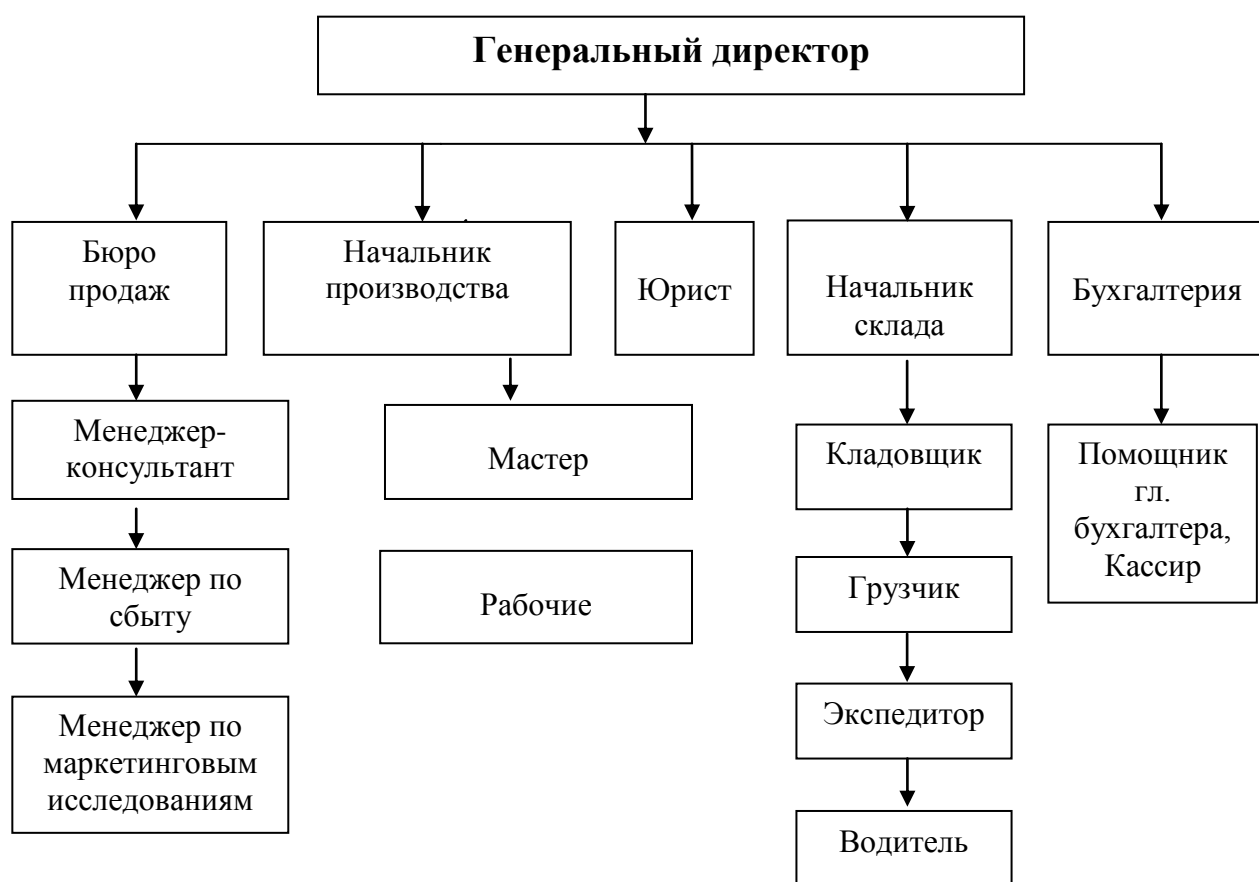 Генеральный директор
Бюро
продаж
Начальник
производства
Юрист
Начальник
склада
Бухгалтерия
Менеджер-
консультант
Мастер
Кладовщик
Помощник
гл.
бухгалтера,
Кассир
Менеджер по
сбыту
Рабочие
Грузчик
Менеджер по
маркетинговым
исследованиям
Экспедитор
Водитель